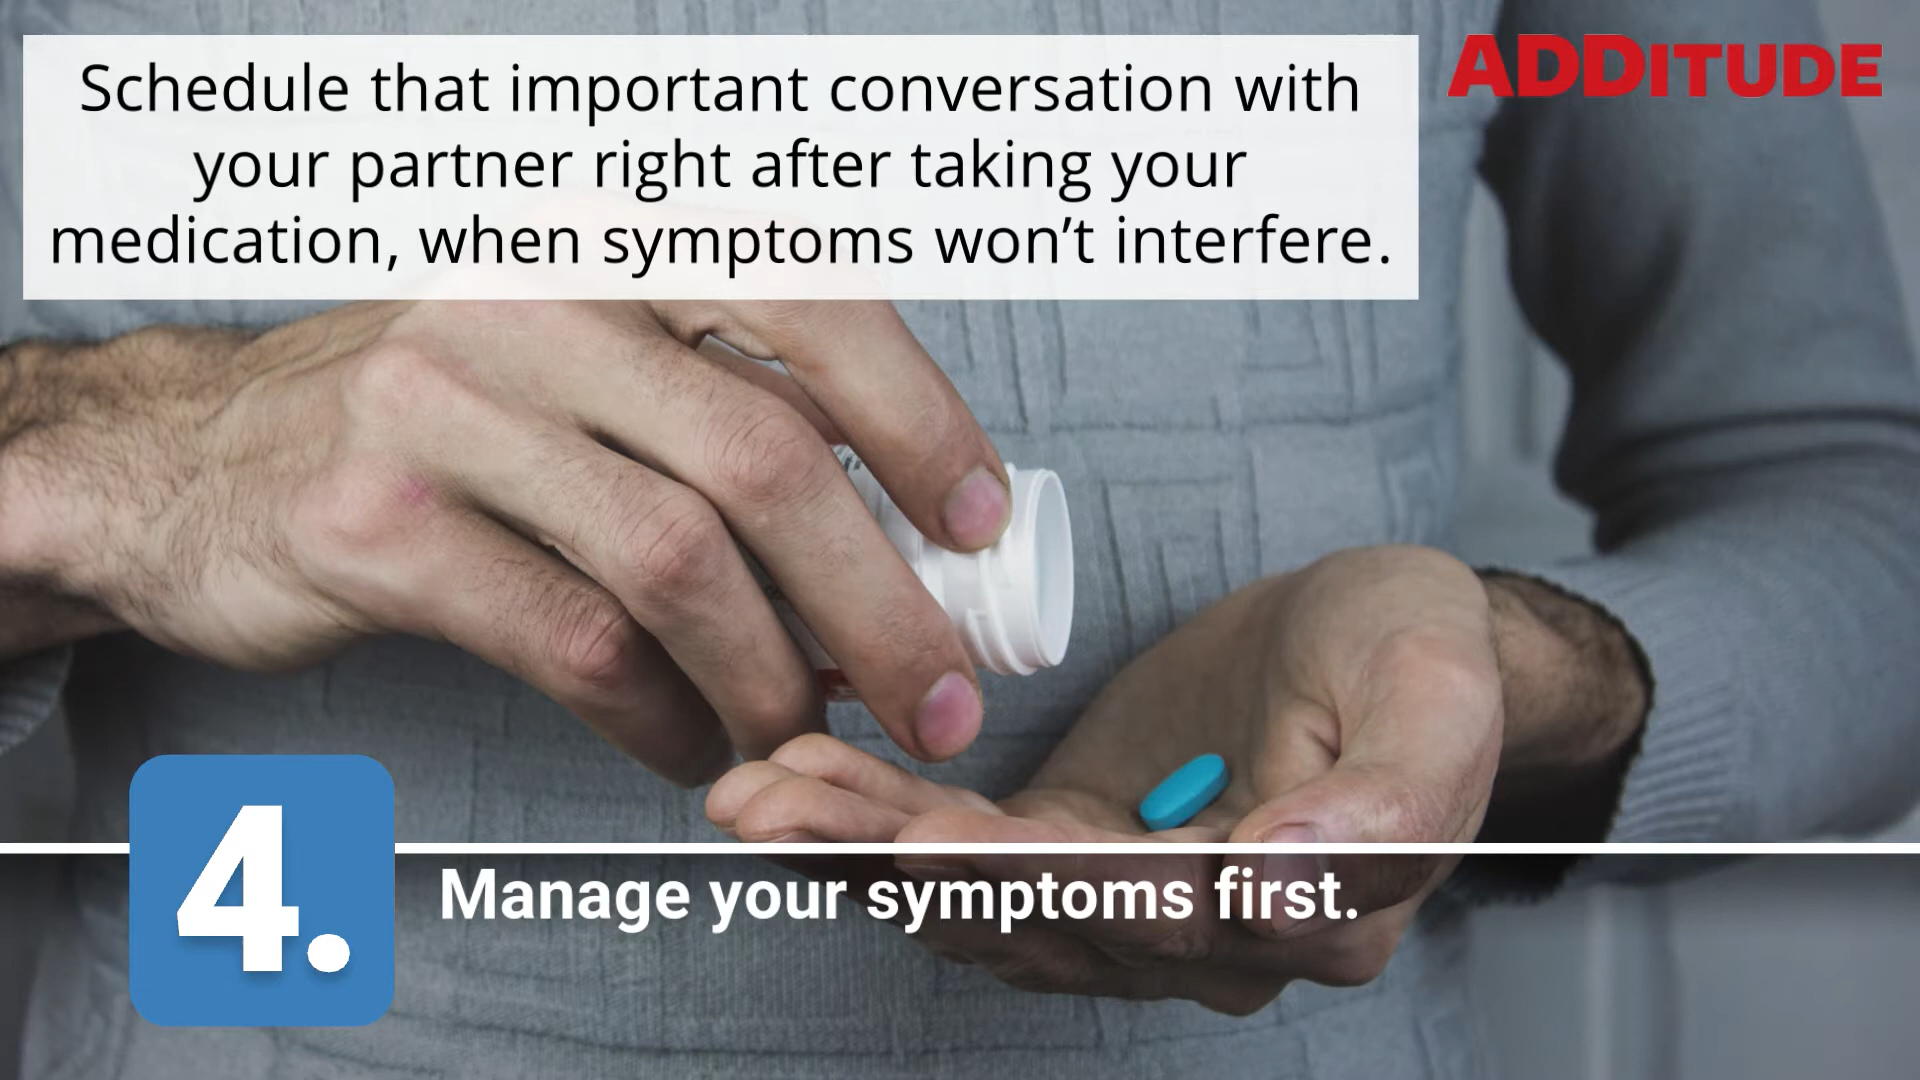 Schedule that important conversation with
your partner right after taking your
medication, when symptoms won’t interfere.
ADDITUDE
4.
Manage your symptoms first.